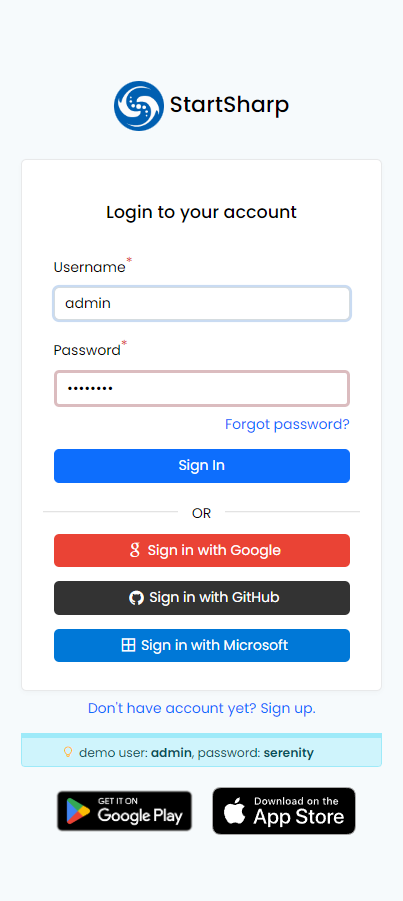 StartSharp
Login to your account
Username*
admin
Password*
••••••••
Forgot password?
Sign In
OR
Sign in with Google
Sign in with GitHub
Sign in with Microsoft
Don't have account yet? Sign up.
demo user: admin, password: serenity
GET IT ON
Google Play
Download on the
App Store